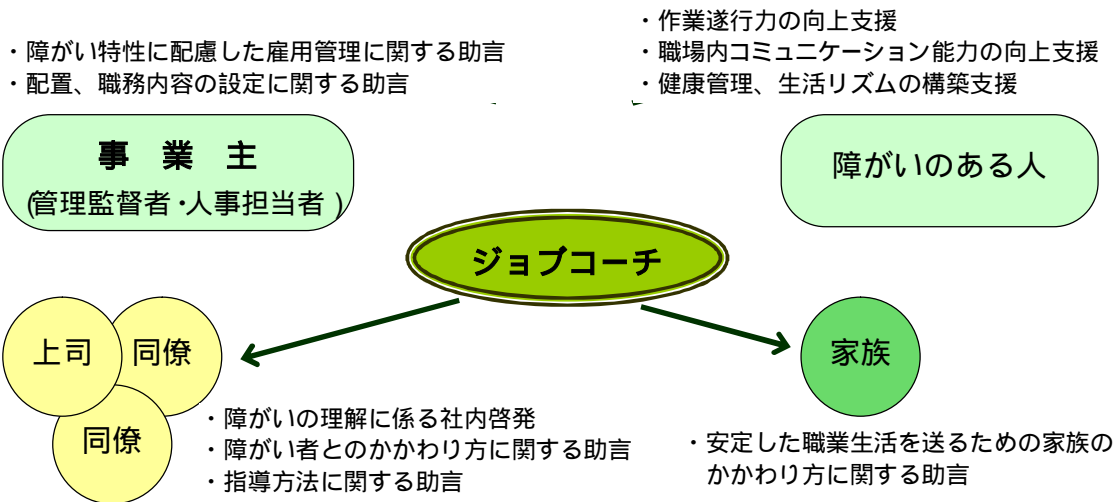 ・障がい特性に配慮した雇用管理に関する助言
・配置、職務内容の設定に関する助言
・作業遂行力の向上支援
・職場内コミュニケーション能力の向上支援
・健康管理、生活リズムの構築支援
事 業 主
(管理監督者・人事担当者)
障がいのある人
ジョブコーチ
上司
同僚
同僚
家族
・障がいの理解に係る社内啓発
・障がい者とのかかわり方に関する助言
・指導方法に関する助言
・安定した職業生活を送るための家族の
かかわり方に関する助言